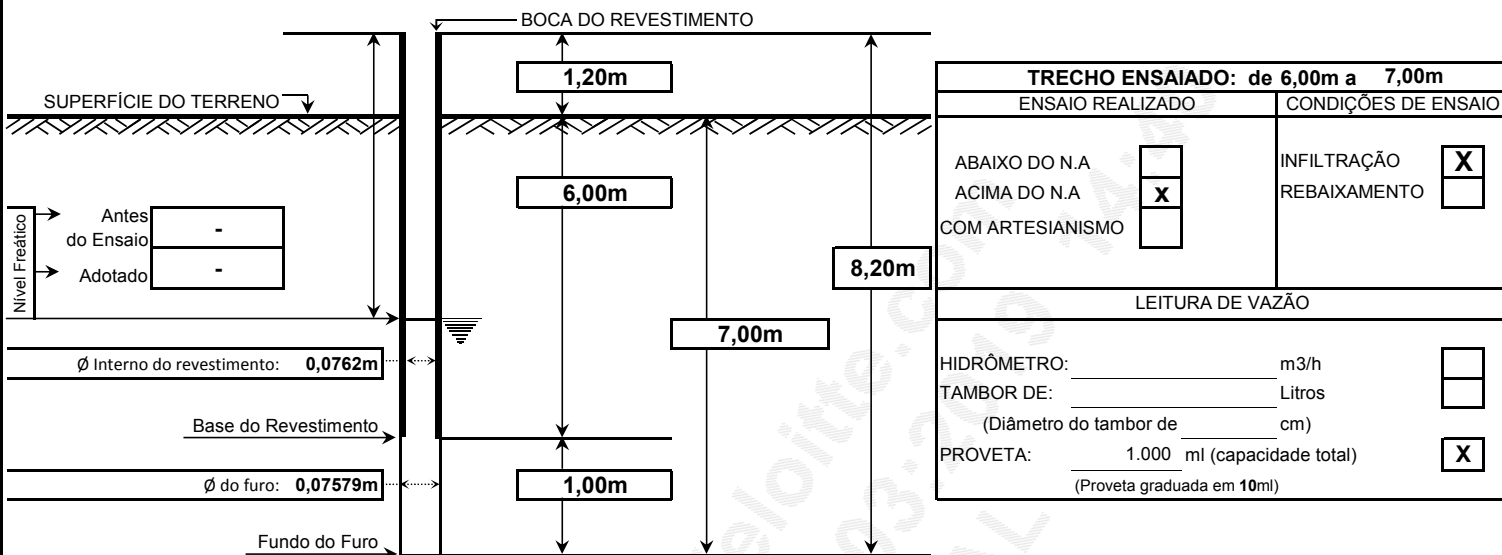 BOCA DO REVESTIMENTO
1,20m
SUPERFÍCIE DO TERRENO
6,00m
Nível Freático
Antes
do Ensaio
-
Adotado
-
8,20m
7,00m
Ø Interno do revestimento: 0,0762m
Base do Revestimento
Ø do furo: 0,07579m
1,00m
Fundo do Furo
TRECHO ENSAIADO: de 6,00m a 7,00m
ENSAIO REALIZADO
CONDIÇÕES DE ENSAIO
ABAIXO DO N.A
ACIMA DO N.A x
COM ARTESIANISMO
INFILTRAÇÃO X
REBAIXAMENTO
LEITURA DE VAZÃO
HIDRÔMETRO: m3/h
TAMBOR DE: Litros
(Diâmetro do tambor de cm)
PROVETA: 1.000 ml (capacidade total) X
(Proveta graduada em 10ml)